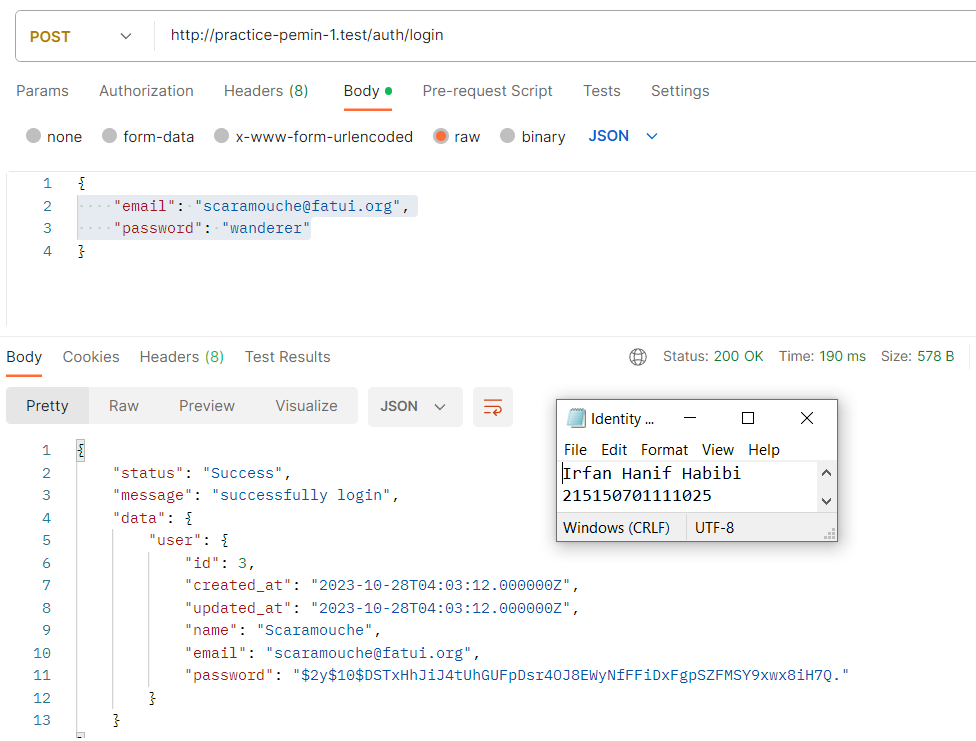 POST http://practice-pemin-1.test/auth/login
Params Authorization Headers (8) Body Pre-request Script Tests Settings
none form-data x-www-form-urlencoded raw binary JSON
1 {
2 "email": "scaramouche@fatui.org",
3 "password": "wanderer"
4 }
Body Cookies Headers (8) Test Results Status: 200 OK Time: 190 ms Size: 578 B
Pretty Raw Preview Visualize JSON
1 {
2 "status": "Success",
3 "message": "successfully login",
4 "data": {
5 "user": {
6 "id": 3,
7 "created_at": "2023-10-28T04:03:12.000000Z",
8 "updated_at": "2023-10-28T04:03:12.000000Z",
9 "name": "Scaramouche",
10 "email": "scaramouche@fatui.org",
11 "password": "$2y$10$DSTxHhJiJ4tUhGUFpDsr4OJ8EWyNfFFiDxFgpSZFMSY9xwx8iH7Q."
12 }
13 }
Identity ...
File Edit Format View Help
Irfan Hanif Habibi
215150701111025
Windows (CRLF) UTF-8